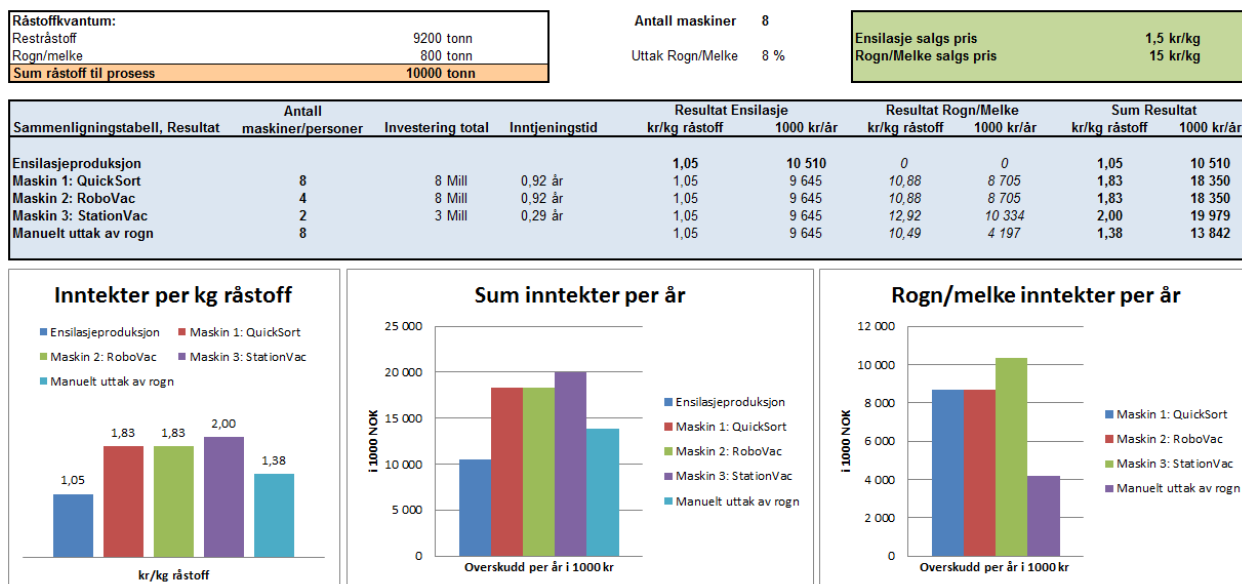 Råstoffkvantum:
Restråstoff 9200 tonn
Rogn/melke 800 tonn
Sum råstoff til prosess 10000 tonn
Antall maskiner 8
Uttak Rogn/Melke 8 %
Ensilasje salgs pris 1,5 kr/kg
Rogn/Melke salgs pris 15 kr/kg
Antall Resultat Ensilasje Resultat Rogn/Melke Sum Resultat
Sammenligningstabell, Resultat maskiner/personer Investering total Inntjeningstid kr/kg råstoff 1000 kr/år kr/kg råstoff 1000 kr/år kr/kg råstoff 1000 kr/år
Ensilasjeproduksjon 1,05 10 510 0 0 1,05 10 510
Maskin 1: QuickSort 8 8 Mill 0,92 år 1,05 9 645 10,88 8 705 1,83 18 350
Maskin 2: RoboVac 4 8 Mill 0,92 år 1,05 9 645 10,88 8 705 1,83 18 350
Maskin 3: StationVac 2 3 Mill 0,29 år 1,05 9 645 12,92 10 334 2,00 19 979
Manuelt uttak av rogn 8 1,05 9 645 10,49 4 197 1,38 13 842
Inntekter per kg råstoff
Ensilasjeproduksjon Maskin 1: QuickSort
Maskin 2: RoboVac Maskin 3: StationVac
Manuelt uttak av rogn
1,05
1,83
1,83
2,00
1,38
kr/kg råstoff
Sum inntekter per år
i 1000 NOK
25 000
20 000
15 000
10 000
5 000
0
Overskudd per år i 1000 kr
Ensilasjeproduksjon
Maskin 1: QuickSort
Maskin 2: RoboVac
Maskin 3: StationVac
Manuelt uttak av rogn
Rogn/melke inntekter per år
i 1000 NOK
12 000
10 000
8 000
6 000
4 000
2 000
0
Overskudd per år i 1000 kr
Maskin 1: QuickSort
Maskin 2: RoboVac
Maskin 3: StationVac
Manuelt uttak av rogn